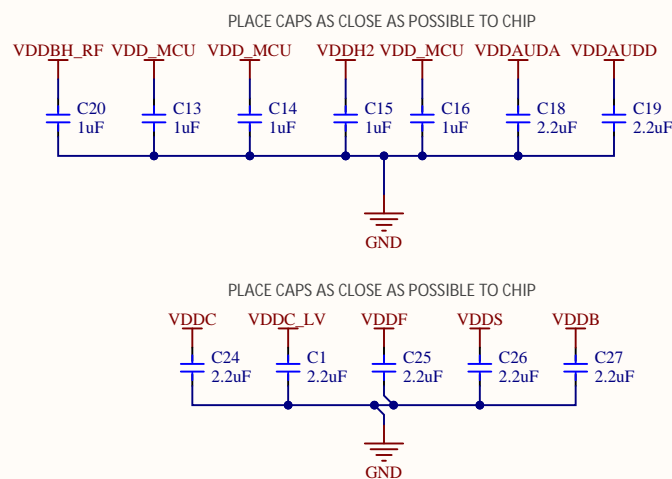 PLACE CAPS AS CLOSE AS POSSIBLE TO CHIP
VDDBH_RF VDD_MCU VDD_MCU VDDH2 VDD_MCU VDDAUDA VDDAUDD
C20 C13 C14 C15 C16 C18 C19
1uF 1uF 1uF 1uF 1uF 2.2uF 2.2uF
GND
PLACE CAPS AS CLOSE AS POSSIBLE TO CHIP
VDDC VDDC_LV VDDF VDDS VDDB
C24 C1 C25 C26 C27
2.2uF 2.2uF 2.2uF 2.2uF 2.2uF
GND